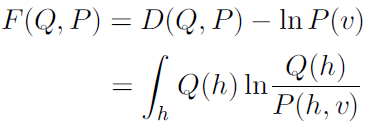 F(Q, P) = D(Q, P) − ln P(v)
= ∫_h Q(h) ln Q(h)/P(h, v)